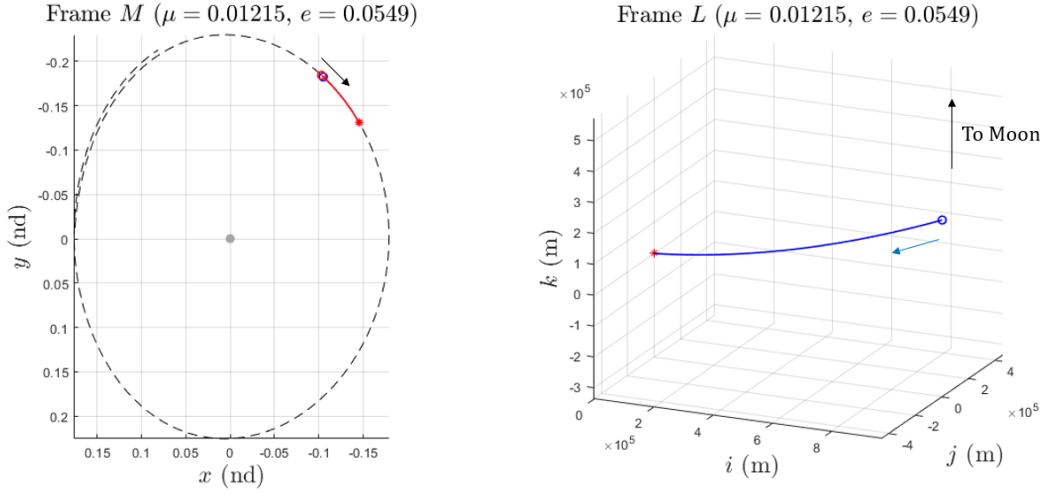 Frame M (μ = 0.01215, e = 0.0549)
-0.2
-0.15
-0.1
-0.05
0
0.05
0.1
0.15
0.2
y (nd)
0.15 0.1 0.05 0 -0.05 -0.1 -0.15
x (nd)
Frame L (μ = 0.01215, e = 0.0549)
×10⁵
To Moon
5
4
3
2
1
0
-1
-2
-3
k (m)
0 2 4 6 8
×10⁵
i (m)
-4 -2 0 2 4
×10⁵
j (m)